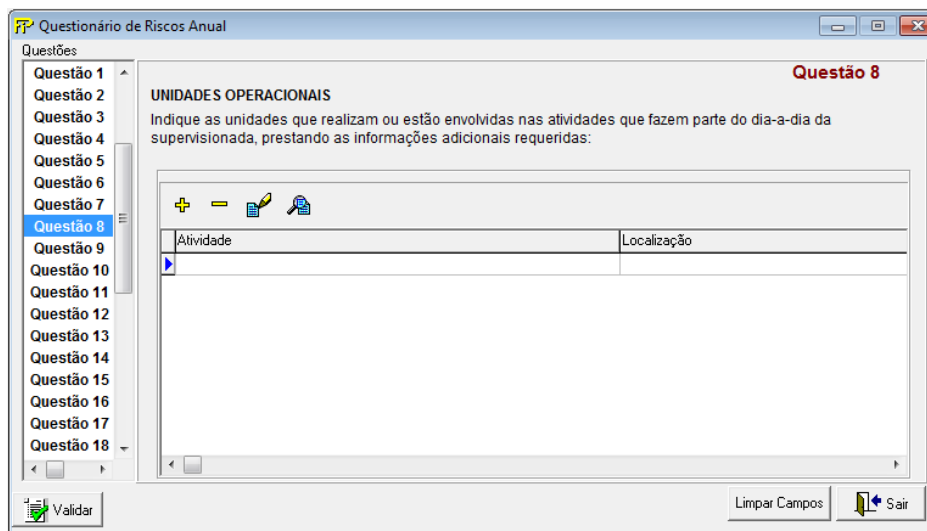 Questionário de Riscos Anual
Questões
Questão 1
Questão 2
Questão 3
Questão 4
Questão 5
Questão 6
Questão 7
Questão 8
Questão 9
Questão 10
Questão 11
Questão 12
Questão 13
Questão 14
Questão 15
Questão 16
Questão 17
Questão 18
Questão 8
UNIDADES OPERACIONAIS
Indique as unidades que realizam ou estão envolvidas nas atividades que fazem parte do dia-a-dia da
supervisionada, prestando as informações adicionais requeridas:
Atividade Localização
Validar
Limpar Campos
Sair